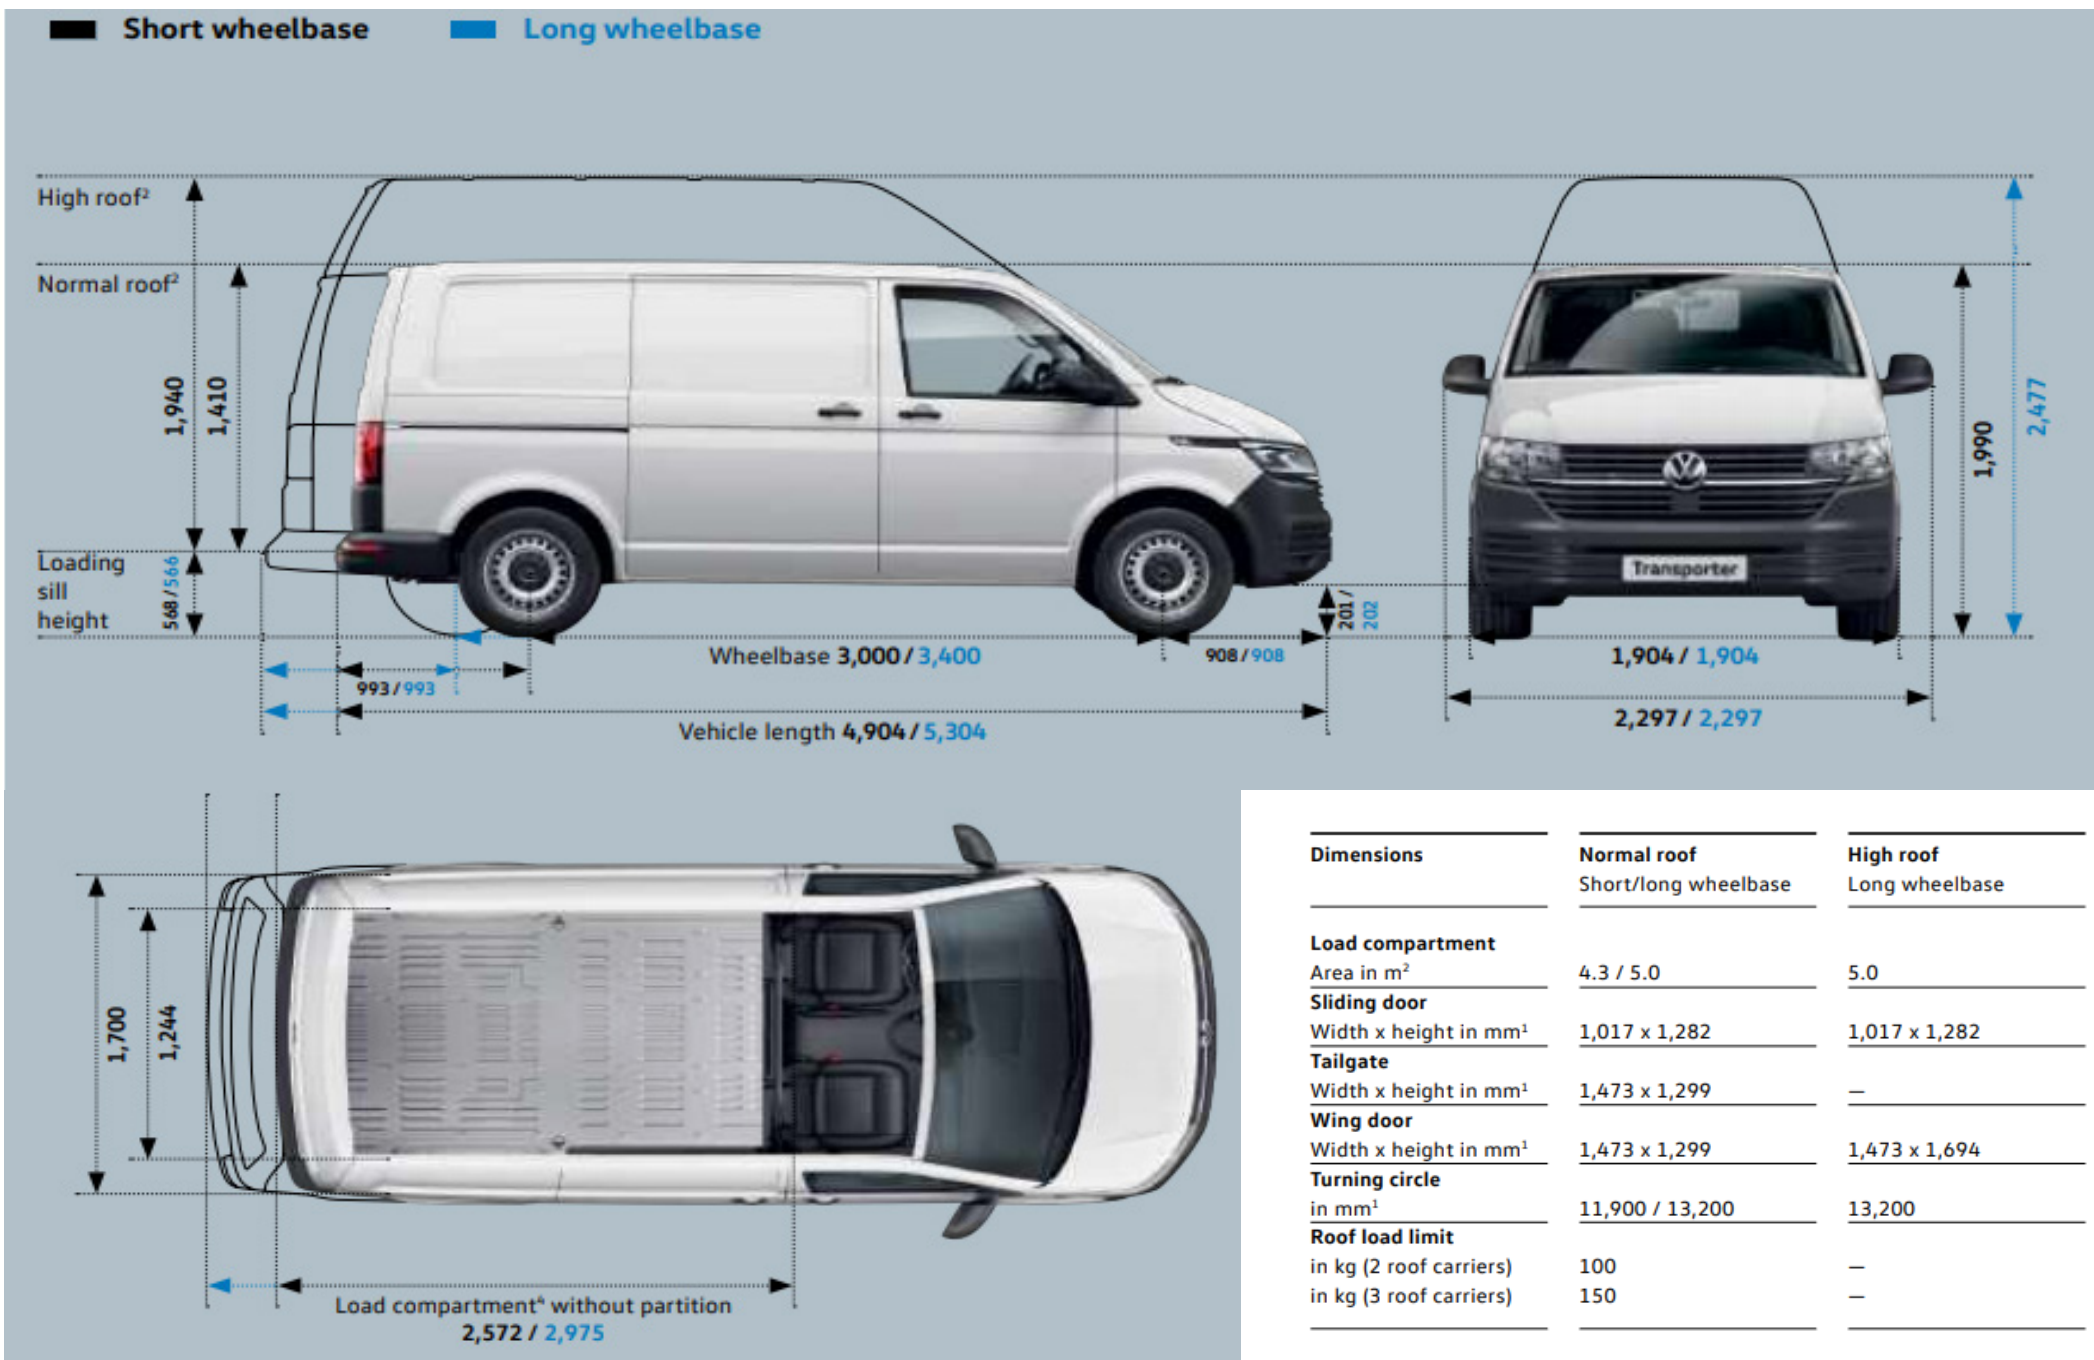 Short wheelbase
Long wheelbase
High roof²
Normal roof²
1,940
1,410
Loading
sill
height
568 / 566
993 / 993
Wheelbase 3,000 / 3,400
908 / 908
201 /
202
Vehicle length 4,904 / 5,304
Transporter
1,990
2,477
1,904 / 1,904
2,297 / 2,297
1,700
1,244
Load compartment⁴ without partition
2,572 / 2,975
Dimensions
Normal roof
Short/long wheelbase
High roof
Long wheelbase
Load compartment
Area in m² 4.3 / 5.0 5.0
Sliding door
Width x height in mm¹ 1,017 x 1,282 1,017 x 1,282
Tailgate
Width x height in mm¹ 1,473 x 1,299 —
Wing door
Width x height in mm¹ 1,473 x 1,299 1,473 x 1,694
Turning circle
in mm¹ 11,900 / 13,200 13,200
Roof load limit
in kg (2 roof carriers) 100 —
in kg (3 roof carriers) 150 —